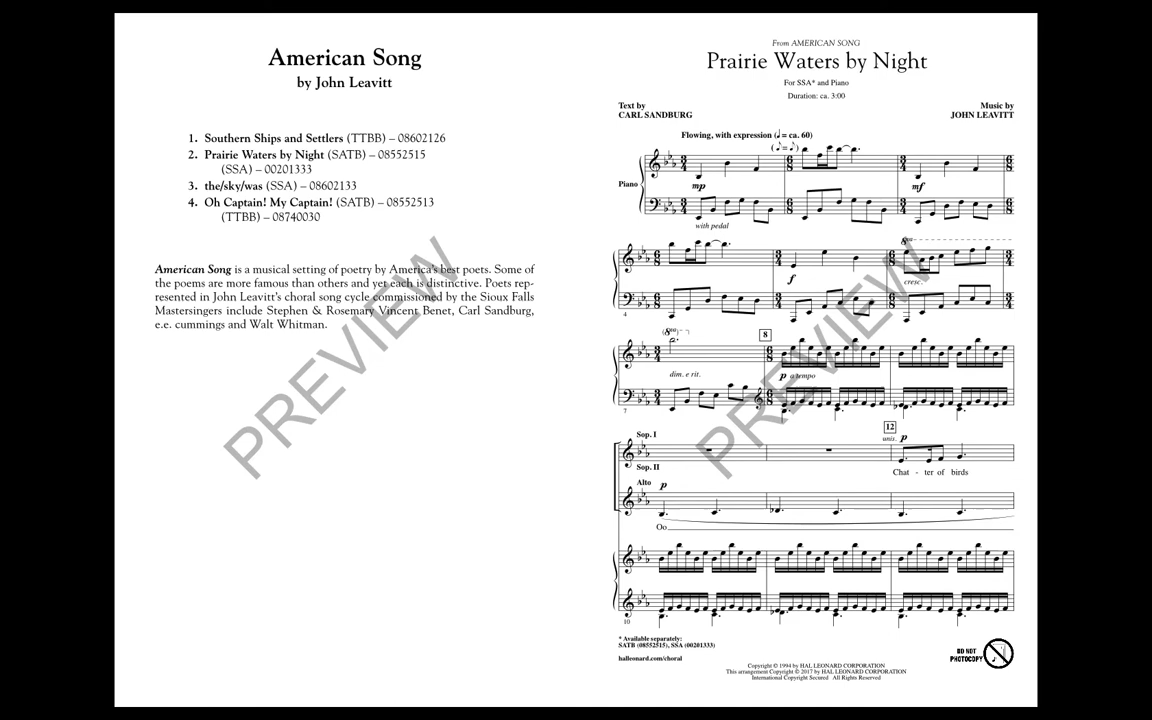 American Song
by John Leavitt
1. Southern Ships and Settlers (TTBB) – 08602126
2. Prairie Waters by Night (SATB) – 08552515
(SSA) – 00201333
3. the/sky/was (SSA) – 08602133
4. Oh Captain! My Captain! (SATB) – 08552513
(TTBB) – 08740030
American Song is a musical setting of poetry by America's best poets. Some of
the poems are more famous than others and yet each is distinctive. Poets rep-
resented in John Leavitt's choral song cycle commissioned by the Sioux Falls
Mastersingers include Stephen & Rosemary Vincent Benet, Carl Sandburg,
e.e. cummings and Walt Whitman.
PREVIEW
From AMERICAN SONG
Prairie Waters by Night
For SSA* and Piano
Duration: ca. 3:00
Text by
CARL SANDBURG
Music by
JOHN LEAVITT
Flowing, with expression (♩ = ca. 60)
(♪ = ♪)
Piano
mp
mf
with pedal
8va
f
cresc.
4
(8va)
8
dim. e rit.
p a tempo
7
12
Sop. I
unis. p
Sop. II
Chat - ter of birds
Alto
p
Oo
10
PREVIEW
* Available separately:
SATB (08552515), SSA (00201333)
halleonard.com/choral
DO NOT
PHOTOCOPY
Copyright © 1994 by HAL LEONARD CORPORATION
This arrangement Copyright © 2017 by HAL LEONARD CORPORATION
International Copyright Secured All Rights Reserved